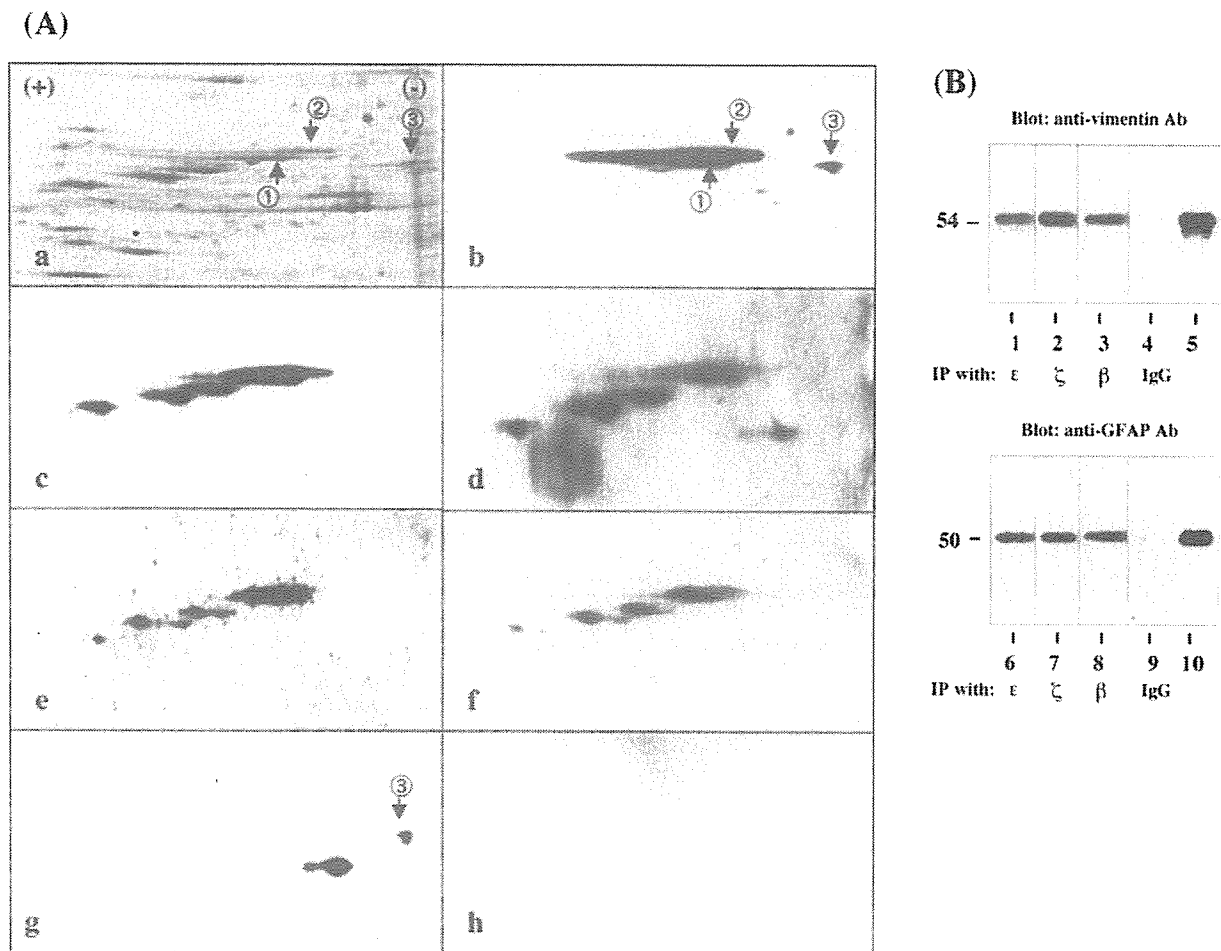 (A)
(+)
(-)
②
③
①
a
②
③
①
b
c
d
e
f
③
g
h
(B)
Blot: anti-vimentin Ab
54 –
1 2 3 4 5
IP with: ε ζ β IgG
Blot: anti-GFAP Ab
50 –
6 7 8 9 10
IP with: ε ζ β IgG